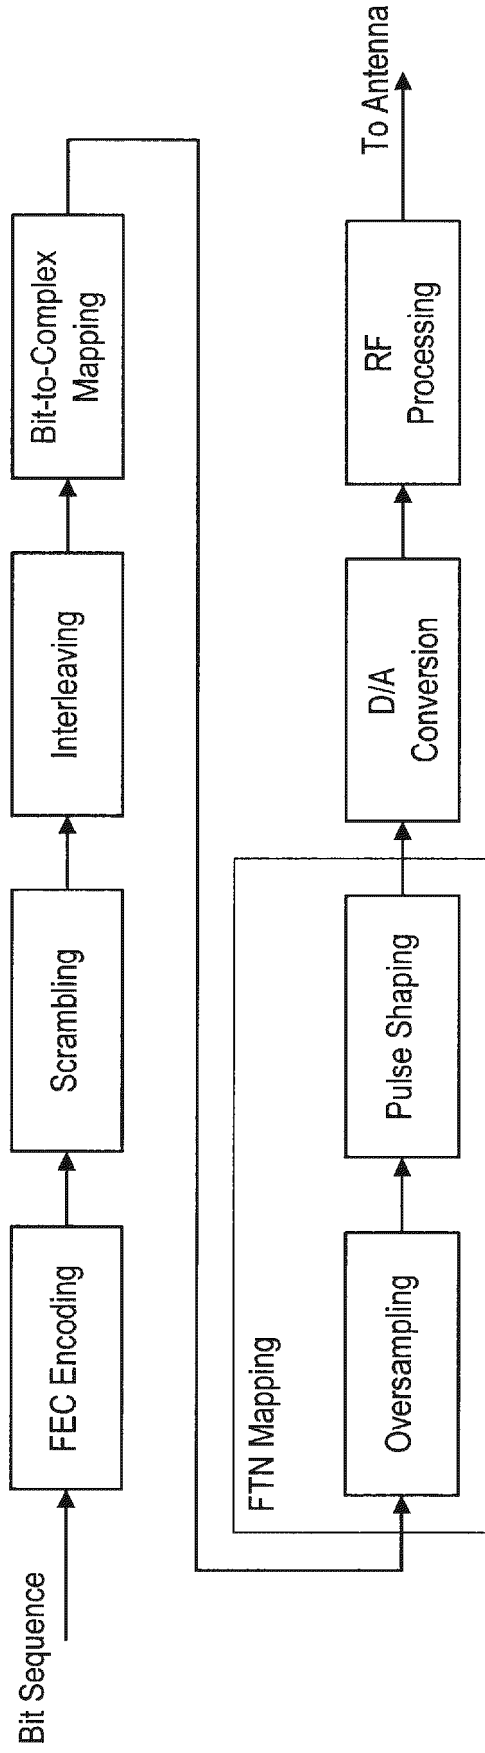 Bit Sequence
FEC Encoding
Scrambling
Interleaving
Bit-to-Complex
Mapping
FTN Mapping
Oversampling
Pulse Shaping
D/A
Conversion
RF
Processing
To Antenna